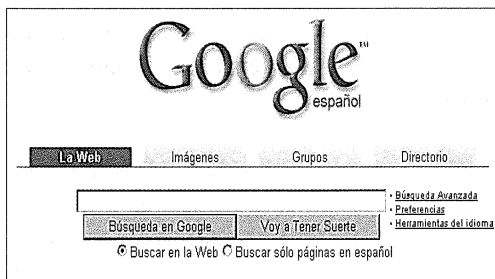 Google™
español
La Web Imágenes Grupos Directorio
Búsqueda Avanzada
Preferencias
Herramientas del idioma
Búsqueda en Google Voy a Tener Suerte
Buscar en la Web Buscar sólo páginas en español